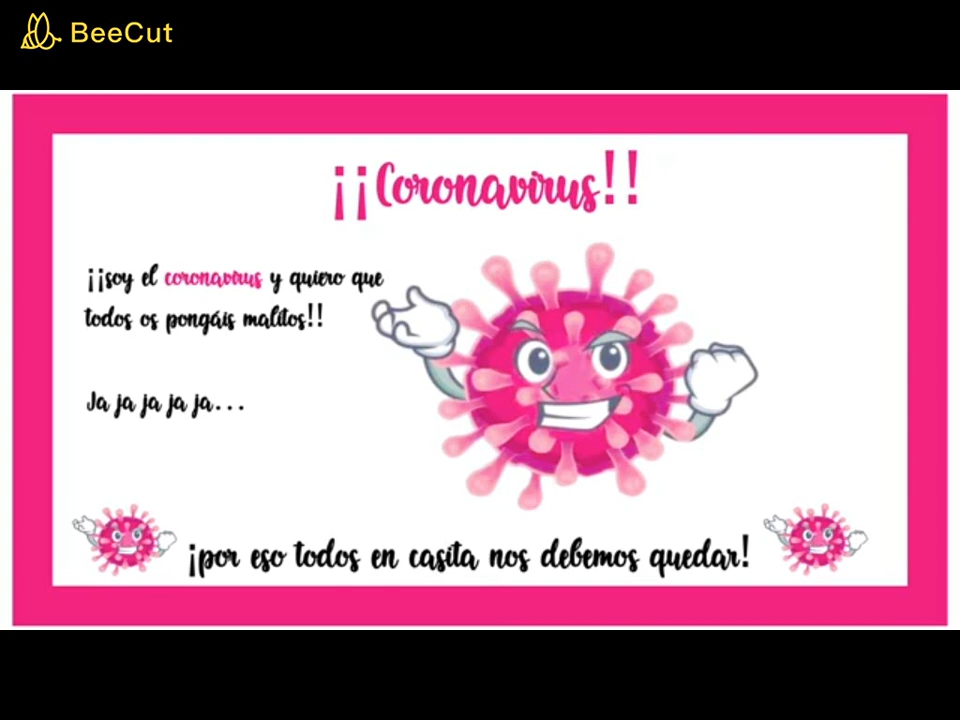 BeeCut
¡¡Coronavirus!!
¡¡soy el coronavirus y quiero que
todos os pongáis malitos!!
Ja ja ja ja ja...
¡por eso todos en casita nos debemos quedar!